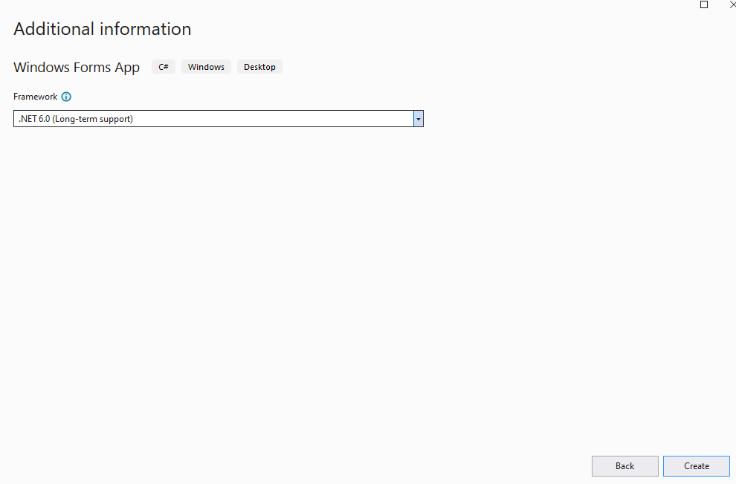 Additional information
Windows Forms App C# Windows Desktop
Framework
.NET 6.0 (Long-term support)
Back Create